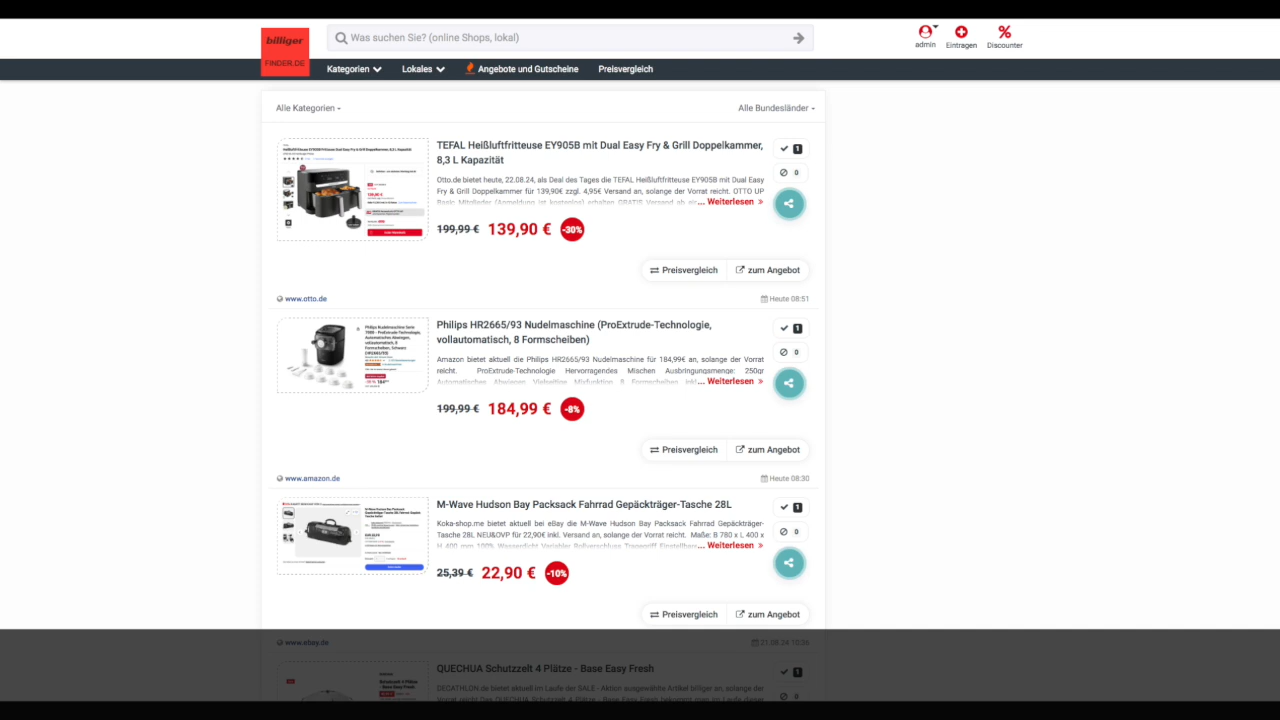 billiger
FINDER.DE
Was suchen Sie? (online Shops, lokal)
admin
Eintragen
Discounter
Kategorien
Lokales
Angebote und Gutscheine
Preisvergleich
Alle Kategorien
Alle Bundesländer
TEFAL Heißluftfritteuse EY905B mit Dual Easy Fry & Grill Doppelkammer,
8,3 L Kapazität
1
Otto.de bietet heute, 22.08.24, als Deal des Tages die TEFAL Heißluftfritteuse EY905B mit Dual Easy
0
Fry & Grill Doppelkammer für 139,90€ zzgl. 4,95€ Versand an, solange der Vorrat reicht. OTTO UP
... Weiterlesen »
199,99 € 139,90 € -30%
Preisvergleich
zum Angebot
www.otto.de
Heute 08:51
Philips HR2665/93 Nudelmaschine (ProExtrude-Technologie,
vollautomatisch, 8 Formscheiben)
1
0
Amazon bietet aktuell die Philips HR2665/93 Nudelmaschine für 184,99€ an, solange der Vorrat
reicht. ProExtrude-Technologie Hervorragendes Mischen Ausbringungsmenge: 250gr
... Weiterlesen »
199,99 € 184,99 € -8%
Preisvergleich
zum Angebot
www.amazon.de
Heute 08:30
M-Wave Hudson Bay Packsack Fahrrad Gepäckträger-Tasche 28L
1
Koka-shop.me bietet aktuell bei eBay die M-Wave Hudson Bay Packsack Fahrrad Gepäckträger-
0
Tasche 28L NEU&OVP für 22,90€ inkl. Versand an, solange der Vorrat reicht. Maße: B 780 x L 400 x
... Weiterlesen »
25,39 € 22,90 € -10%
Preisvergleich
zum Angebot
www.ebay.de
21.08.24 10:36
QUECHUA Schutzzelt 4 Plätze - Base Easy Fresh
1
DECATHLON.de bietet aktuell im Laufe der SALE - Aktion ausgewählte Artikel billiger an, solange der
0